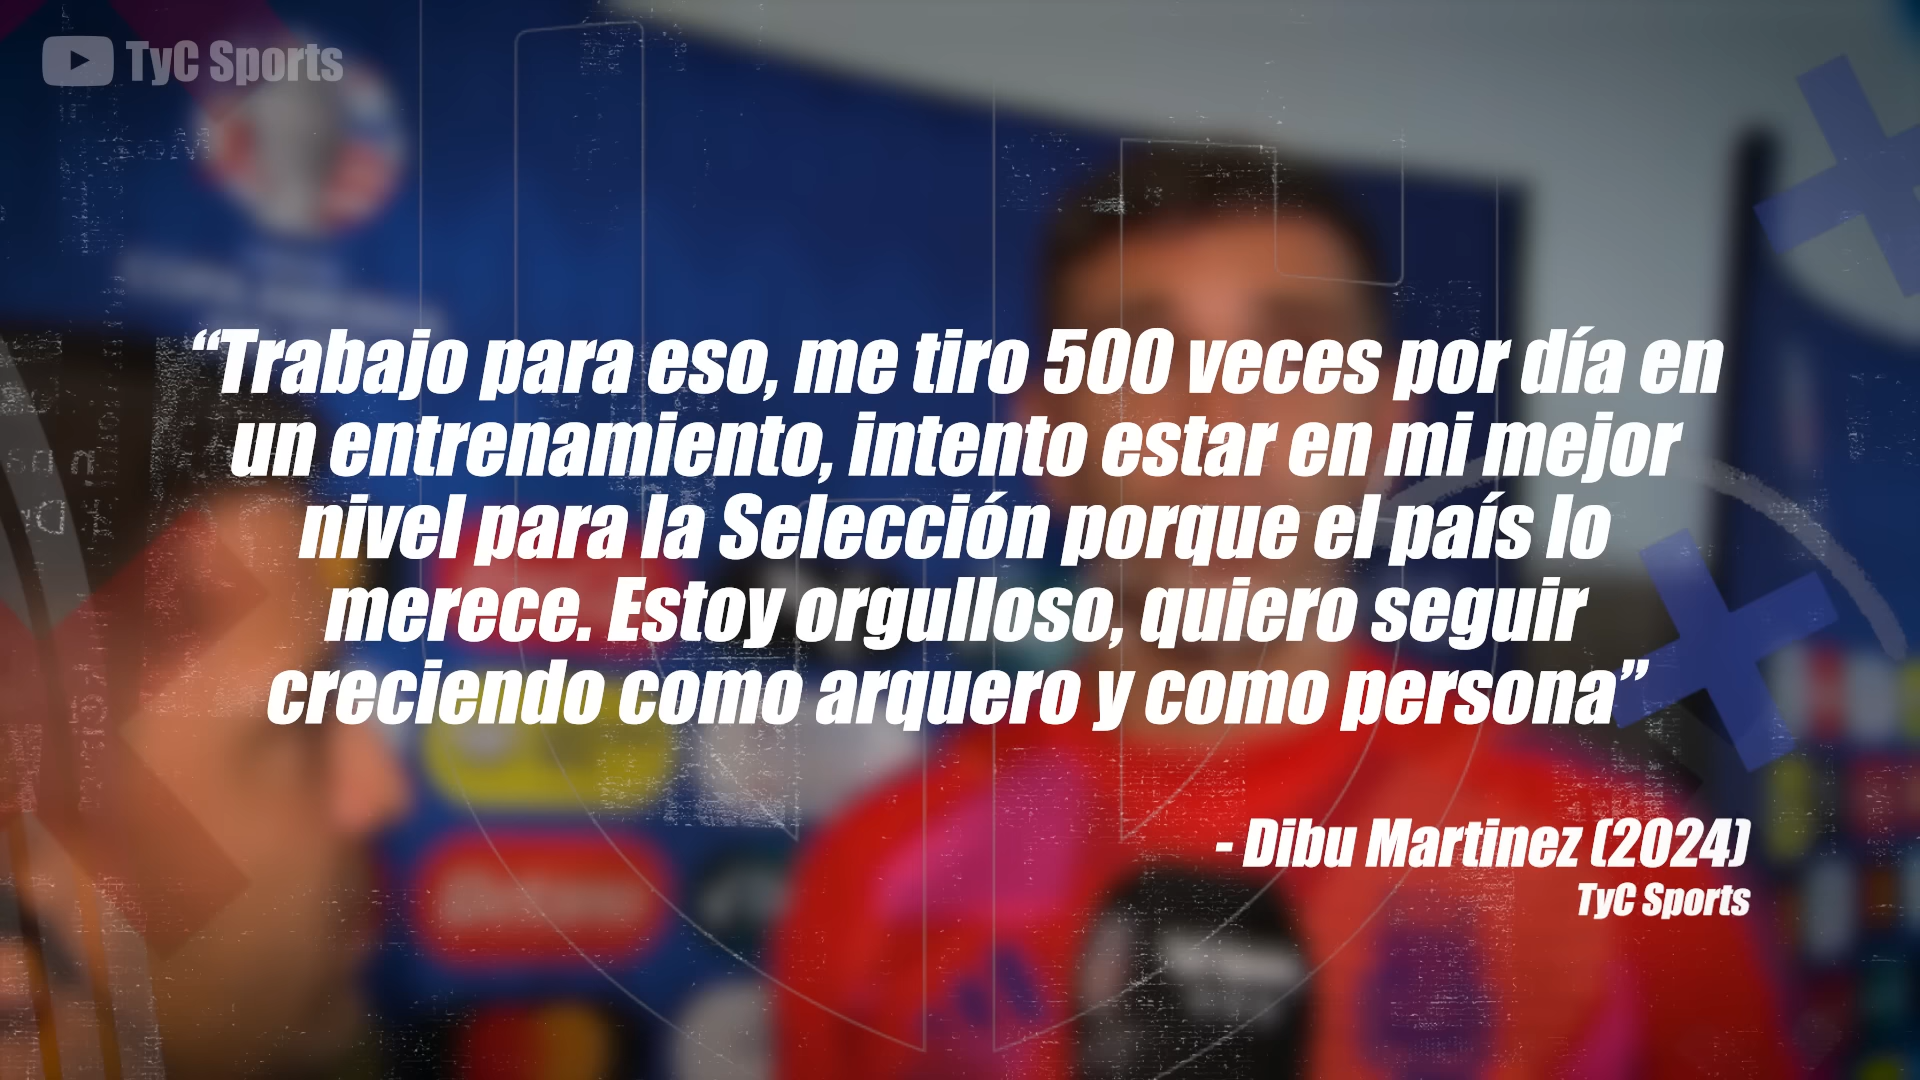 TyC Sports
“Trabajo para eso, me tiro 500 veces por día en
un entrenamiento, intento estar en mi mejor
nivel para la Selección porque el país lo
merece. Estoy orgulloso, quiero seguir
creciendo como arquero y como persona”
- Dibu Martinez (2024)
TyC Sports